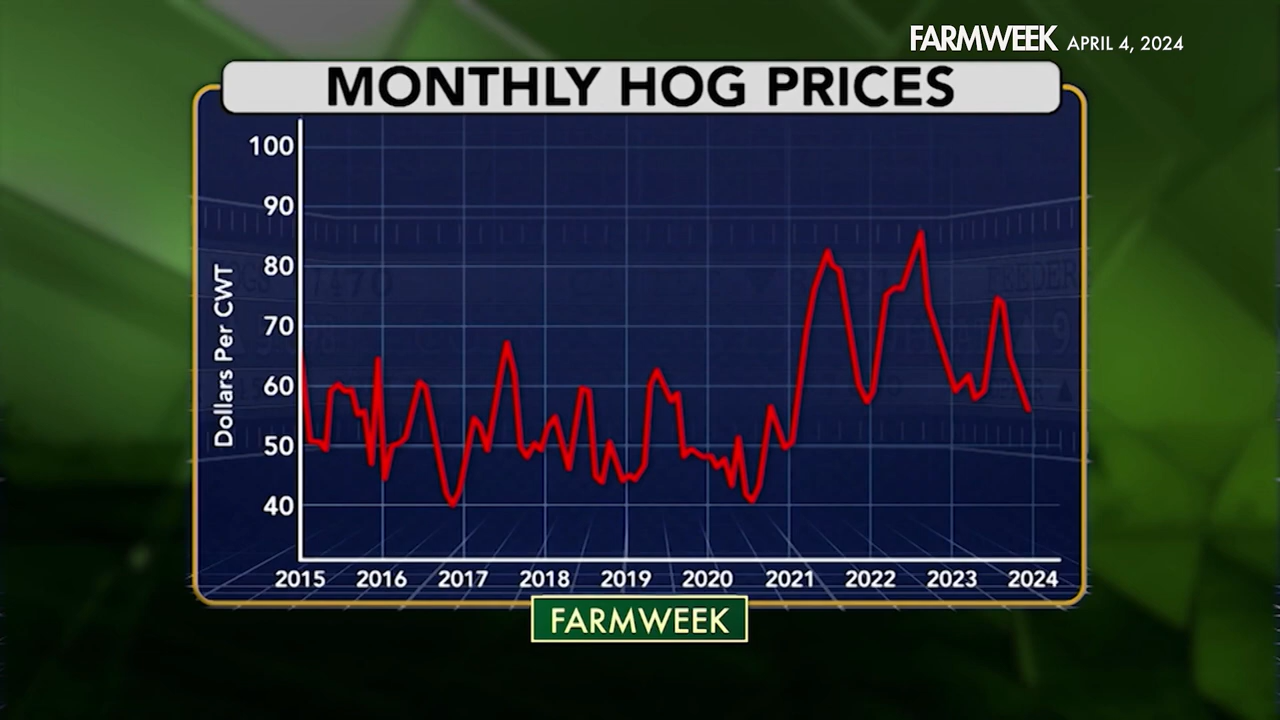 FARMWEEK APRIL 4, 2024
MONTHLY HOG PRICES
Dollars Per CWT
100
90
80
70
60
50
40
2015 2016 2017 2018 2019 2020 2021 2022 2023 2024
FARMWEEK